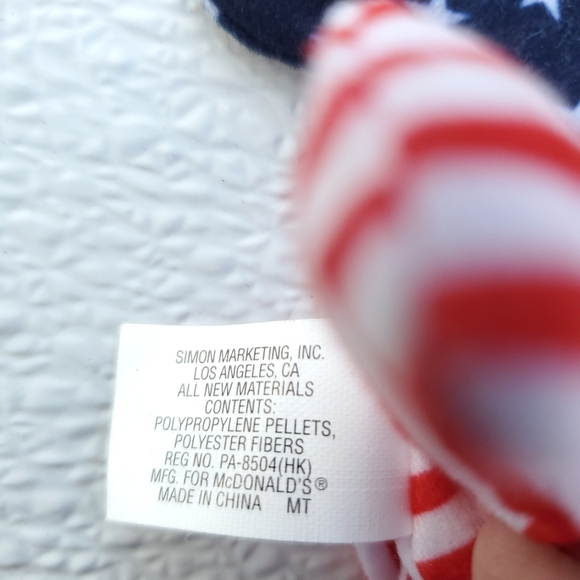 SIMON MARKETING, INC.
LOS ANGELES, CA
ALL NEW MATERIALS
CONTENTS:
POLYPROPYLENE PELLETS,
POLYESTER FIBERS
REG NO. PA-8504(HK)
MFG. FOR McDONALD'S®
MADE IN CHINA MT